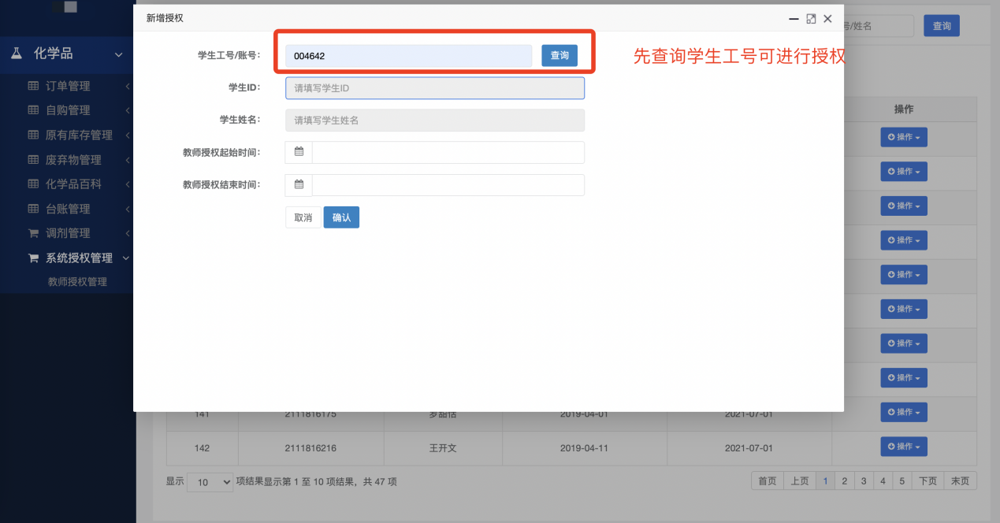 新增授权
号/姓名
查询
化学品
学生工号/账号:
004642
查询
先查询学生工号可进行授权
订单管理
学生ID:
请填写学生ID
自购管理
操作
学生姓名:
请填写学生姓名
原有库存管理
操作
废弃物管理
教师授权起始时间:
操作
化学品百科
教师授权结束时间:
操作
台账管理
取消
确认
操作
调剂管理
操作
系统授权管理
操作
教师授权管理
操作
操作
操作
141
2111816175
2019-04-01
2021-07-01
操作
142
2111816216
王开文
2019-04-11
2021-07-01
操作
显示 10 项结果显示第 1 至 10 项结果，共 47 项
首页 上页 1 2 3 4 5 下页 末页